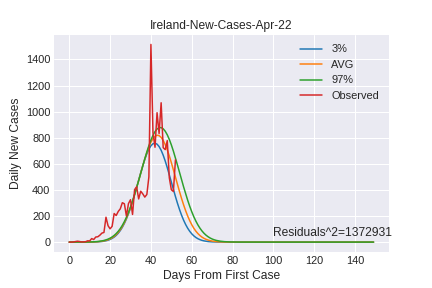 Ireland-New-Cases-Apr-22
3%
AVG
97%
Observed
Daily New Cases
1400
1200
1000
800
600
400
200
0
Residuals^2=1372931
0 20 40 60 80 100 120 140
Days From First Case